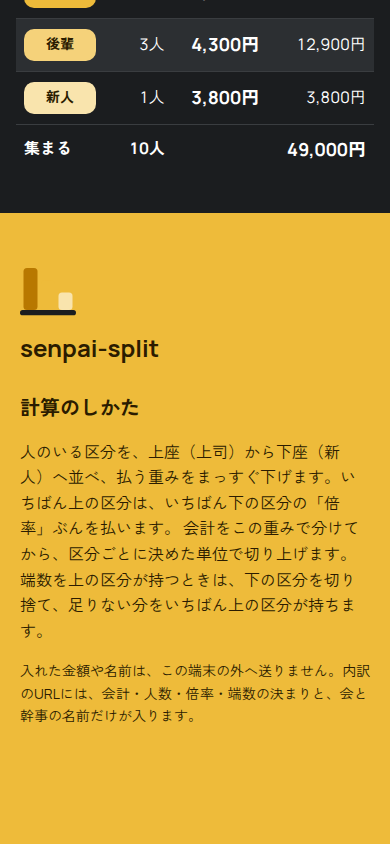 後輩 3人 4,300円 12,900円
新人 1人 3,800円 3,800円
集まる 10人 49,000円
senpai-split
計算のしかた
人のいる区分を、上座（上司）から下座（新
人）へ並べ、払う重みをまっすぐ下げます。い
ちばん上の区分は、いちばん下の区分の「倍
率」ぶんを払います。 会計をこの重みで分けて
から、区分ごとに決めた単位で切り上げます。
端数を上の区分が持つときは、下の区分を切り
捨て、足りない分をいちばん上の区分が持ちま
す。
入れた金額や名前は、この端末の外へ送りません。内訳
のURLには、会計・人数・倍率・端数の決まりと、会と
幹事の名前だけが入ります。